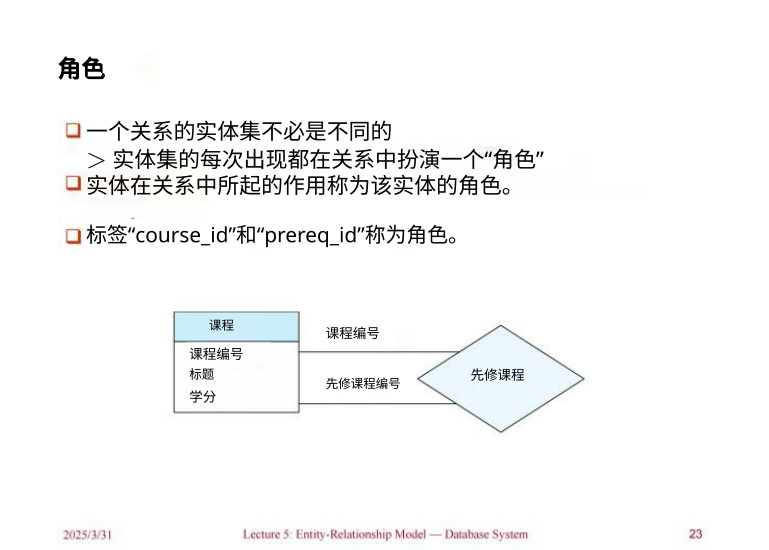 角色
一个关系的实体集不必是不同的
> 实体集的每次出现都在关系中扮演一个“角色”
实体在关系中所起的作用称为该实体的角色。
标签“course_id”和“prereq_id”称为角色。
课程
课程编号
标题
学分
课程编号
先修课程编号
先修课程
2025/3/31
Lecture 5: Entity-Relationship Model — Database System
23